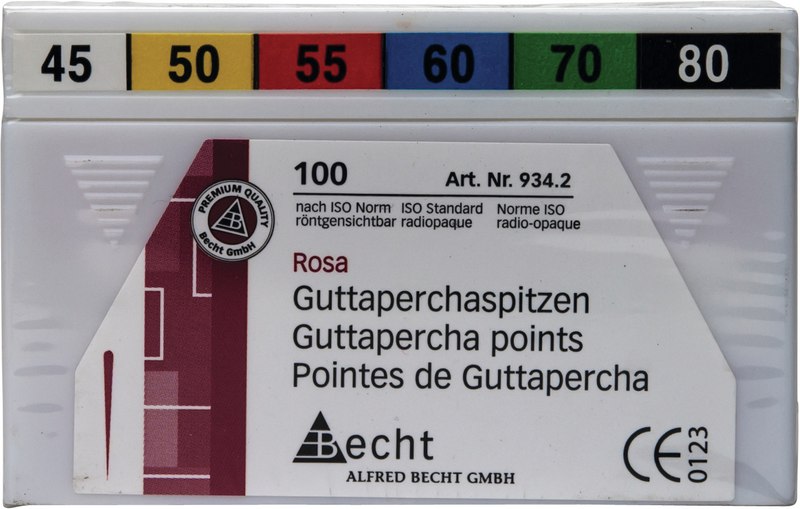 45 50 55 60 70 80
PREMIUM QUALITY
B
Becht GmbH
100 Art. Nr. 934.2
nach ISO Norm ISO Standard Norme ISO
röntgensichtbar radiopaque radio-opaque
Rosa
Guttaperchaspitzen
Guttapercha points
Pointes de Guttapercha
Becht
ALFRED BECHT GMBH
CE 0123